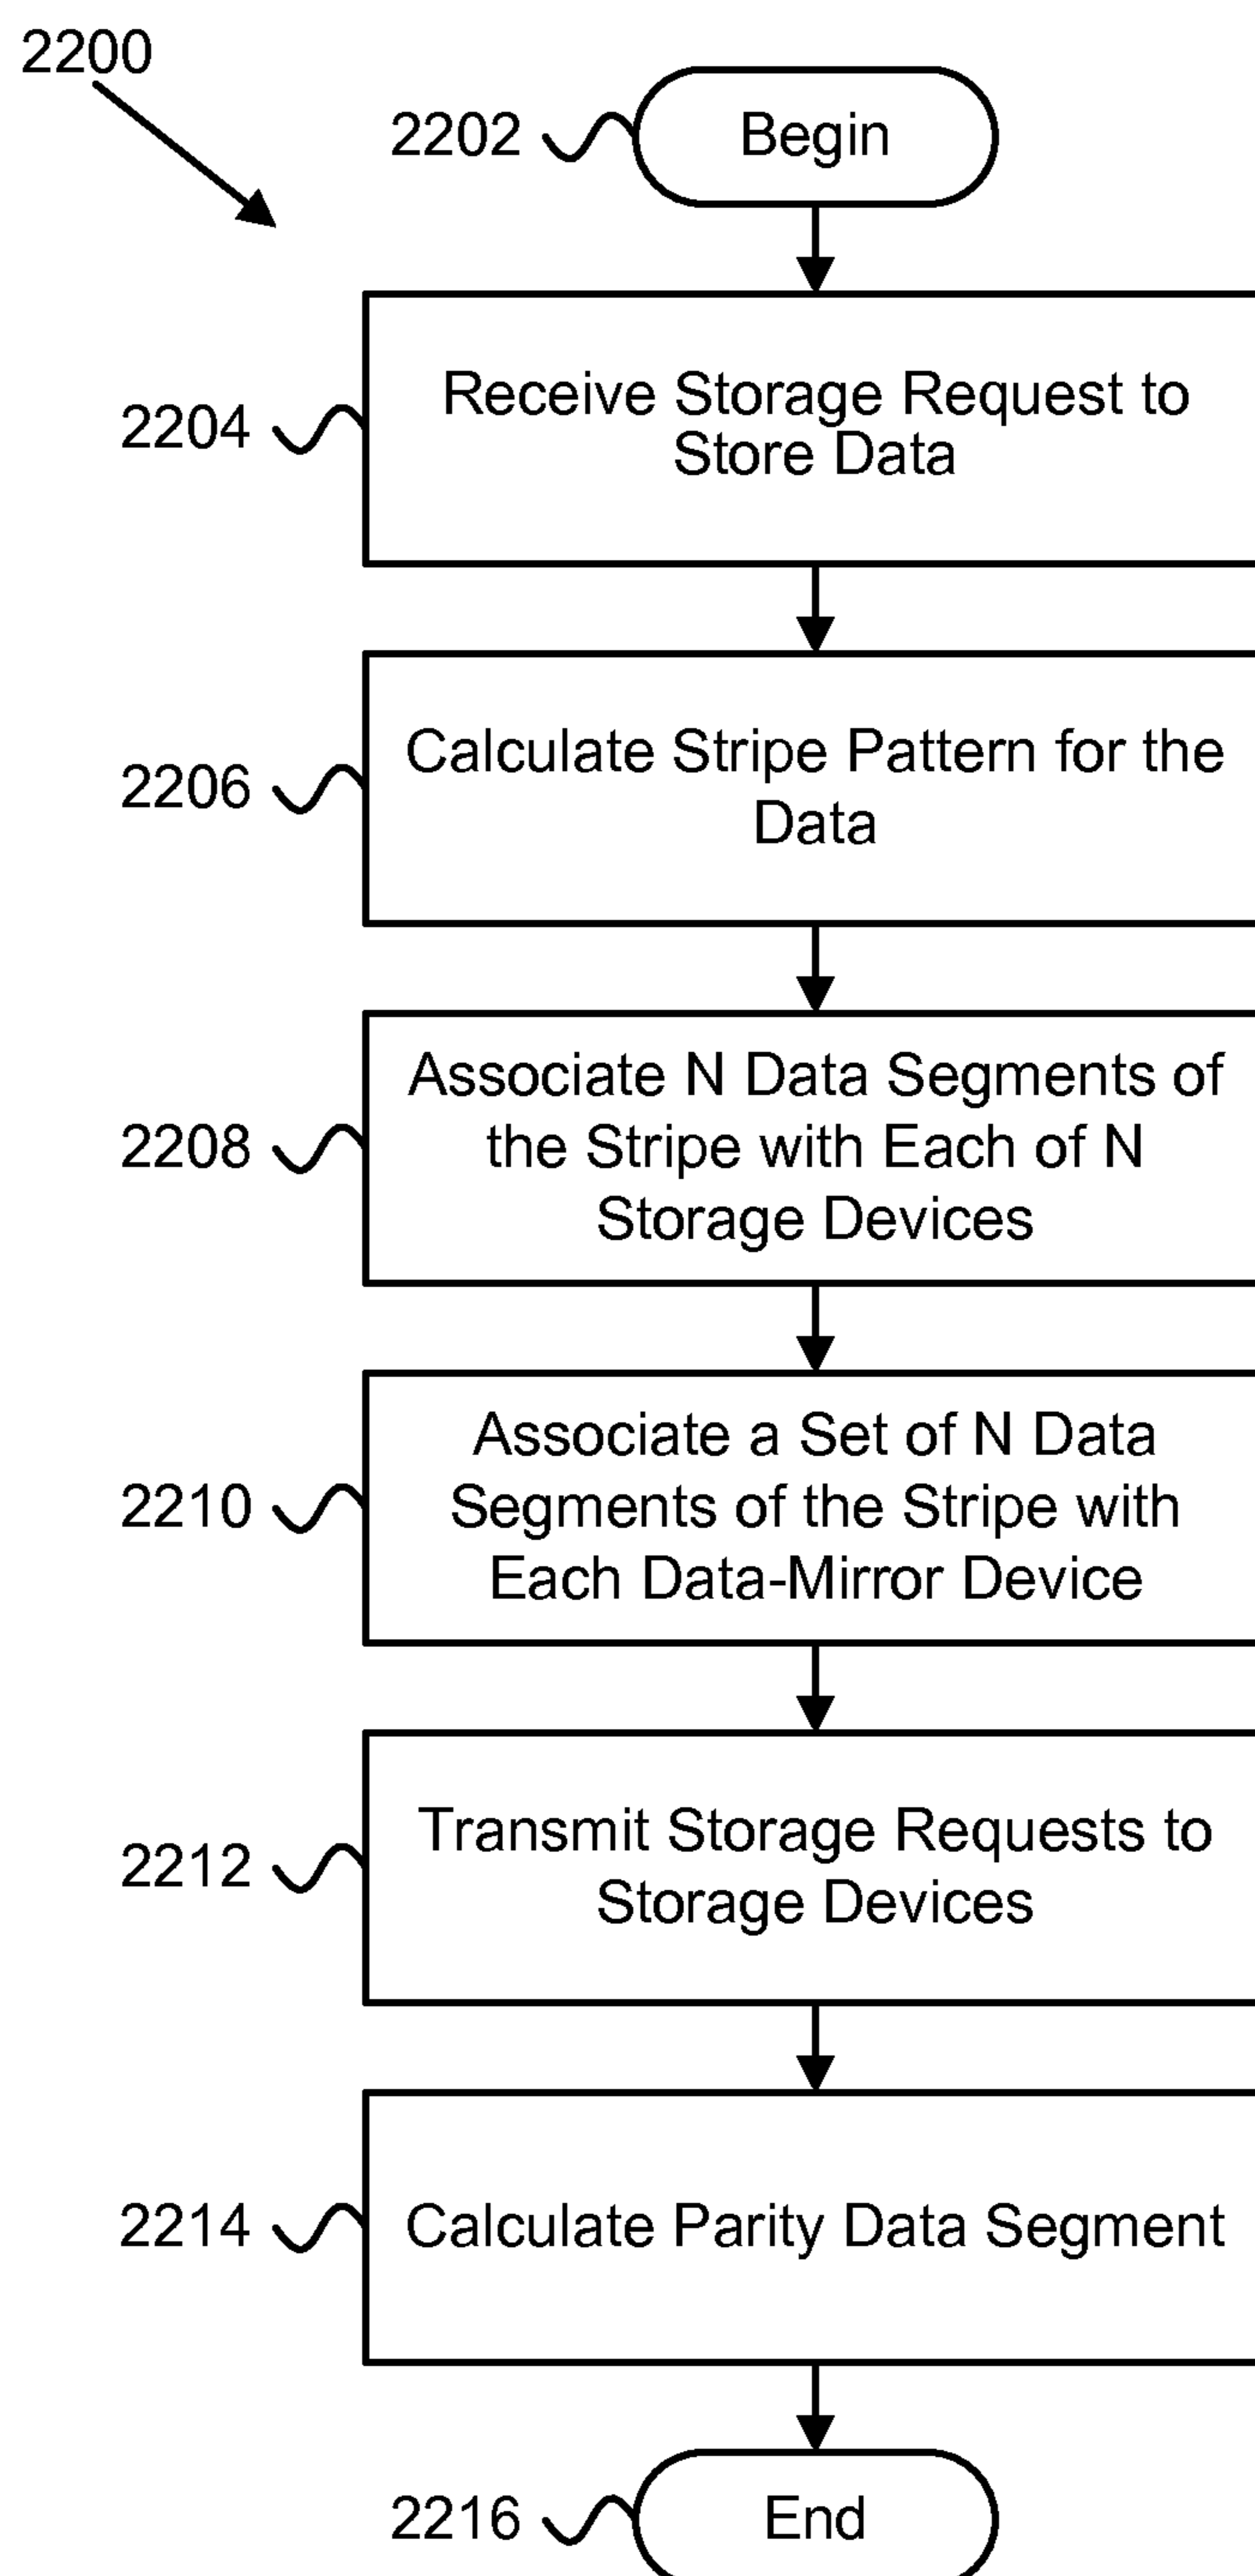 2200
2202
Begin
2204
Receive Storage Request to
Store Data
2206
Calculate Stripe Pattern for the
Data
2208
Associate N Data Segments of
the Stripe with Each of N
Storage Devices
2210
Associate a Set of N Data
Segments of the Stripe with
Each Data-Mirror Device
2212
Transmit Storage Requests to
Storage Devices
2214
Calculate Parity Data Segment
2216
End